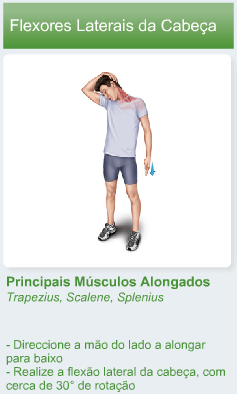 Flexores Laterais da Cabeça
Principais Músculos Alongados
Trapezius, Scalene, Splenius
- Direccione a mão do lado a alongar
para baixo
- Realize a flexão lateral da cabeça, com
cerca de 30° de rotação